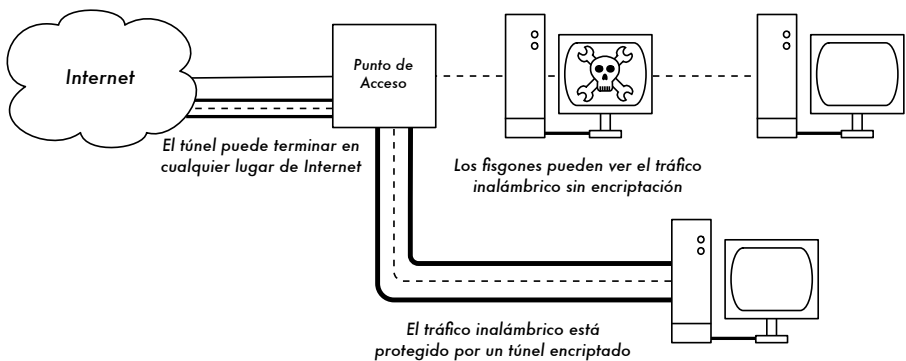 Internet
Punto de
Acceso
El túnel puede terminar en
cualquier lugar de Internet
Los fisgones pueden ver el tráfico
inalámbrico sin encriptación
El tráfico inalámbrico está
protegido por un túnel encriptado